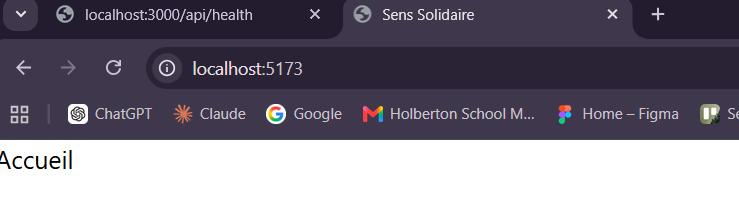 localhost:3000/api/health
Sens Solidaire
localhost:5173
ChatGPT
Claude
Google
Holberton School M...
Home – Figma
Se
Accueil